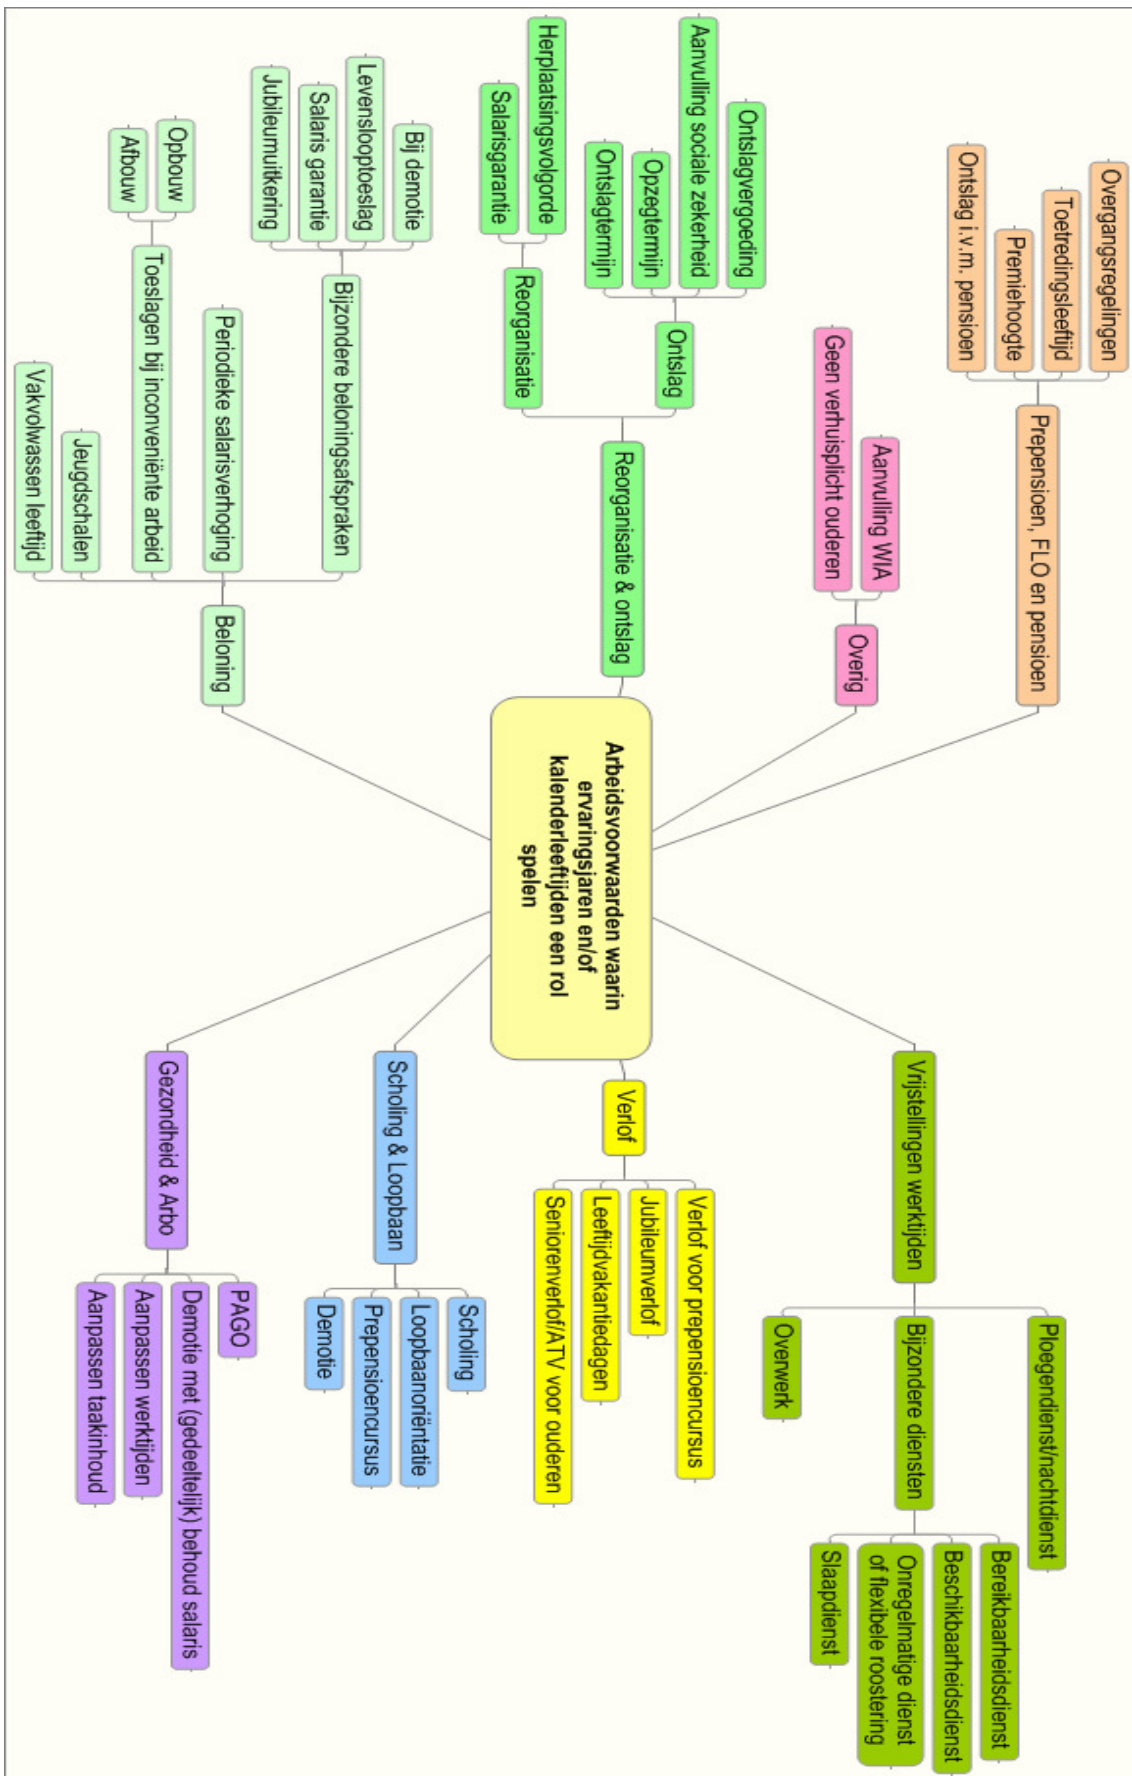 Overgangsregelingen
Toetredingsleeftijd
Premiehoogte
Ontslag i.v.m. pensioen
Prepensioen, FLO en pensioen
Aanvulling WIA
Geen verhuisplicht ouderen
Overig
Ontslagvergoeding
Aanvulling sociale zekerheid
Opzegtermijn
Ontslagtermijn
Ontslag
Herplaatsingsvolgorde
Salarisgarantie
Reorganisatie
Reorganisatie & ontslag
Bij demotie
Levenslooptoeslag
Salaris garantie
Jubileumuitkering
Bijzondere beloningsafspraken
Periodieke salarisverhoging
Opbouw
Afbouw
Toeslagen bij inconveniënte arbeid
Jeugdschalen
Vakvolwassen leeftijd
Beloning
Arbeidsvoorwaarden waarin
ervaringsjaren en/of
kalenderleeftijden een rol
spelen
Vrijstellingen werktijden
Ploegendienst/nachtdienst
Bijzondere diensten
Bereikbaarheidsdienst
Beschikbaarheidsdienst
Onregelmatige dienst
of flexibele roostering
Slaapdienst
Overwerk
Verlof
Verlof voor prepensioencursus
Jubileumverlof
Leeftijdvakantiedagen
Seniorenverlof/ATV voor ouderen
Scholing & Loopbaan
Scholing
Loopbaanoriëntatie
Prepensioencursus
Demotie
Gezondheid & Arbo
PAGO
Demotie met (gedeeltelijk) behoud salaris
Aanpassen werktijden
Aanpassen taakinhoud